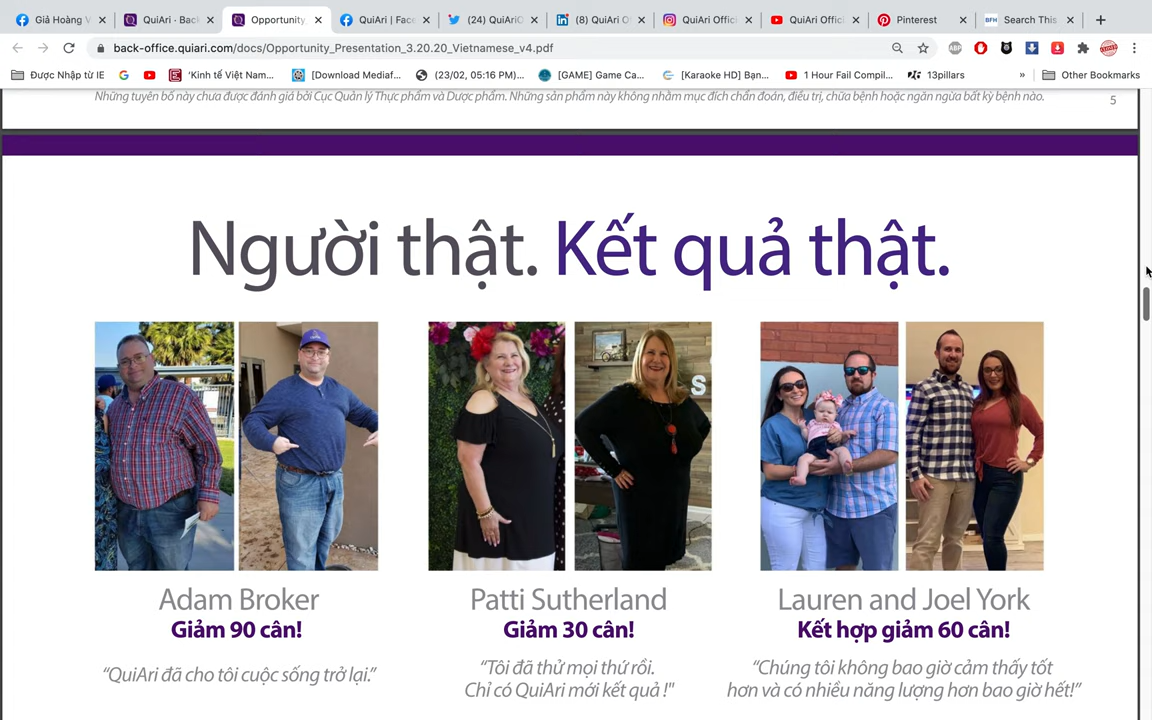 Giả Hoàng V
QuiAri · Bac
Opportunity
QuiAri | Fac
(24) QuiAri
(8) QuiAri O
QuiAri Offici
QuiAri Offici
Pinterest
BFH
Search This
back-office.quiari.com/docs/Opportunity_Presentation_3.20.20_Vietnamese_v4.pdf
ABP
Được Nhập từ IE
'Kinh tế Việt Nam...
[Download Mediaf...
(23/02, 05:16 PM)...
[GAME] Game Ca...
[Karaoke HD] Bạn...
1 Hour Fail Compil...
13pillars
»
Other Bookmarks
Những tuyên bố này chưa được đánh giá bởi Cục Quản lý Thực phẩm và Dược phẩm. Những sản phẩm này không nhằm mục đích chẩn đoán, điều trị, chữa bệnh hoặc ngăn ngừa bất kỳ bệnh nào.
5
Người thật. Kết quả thật.
S
Adam Broker
Giảm 90 cân!
“QuiAri đã cho tôi cuộc sống trở lại.”
Patti Sutherland
Giảm 30 cân!
“Tôi đã thử mọi thứ rồi.
Chỉ có QuiAri mới kết quả !"
Lauren and Joel York
Kết hợp giảm 60 cân!
“Chúng tôi không bao giờ cảm thấy tốt
hơn và có nhiều năng lượng hơn bao giờ hết!”